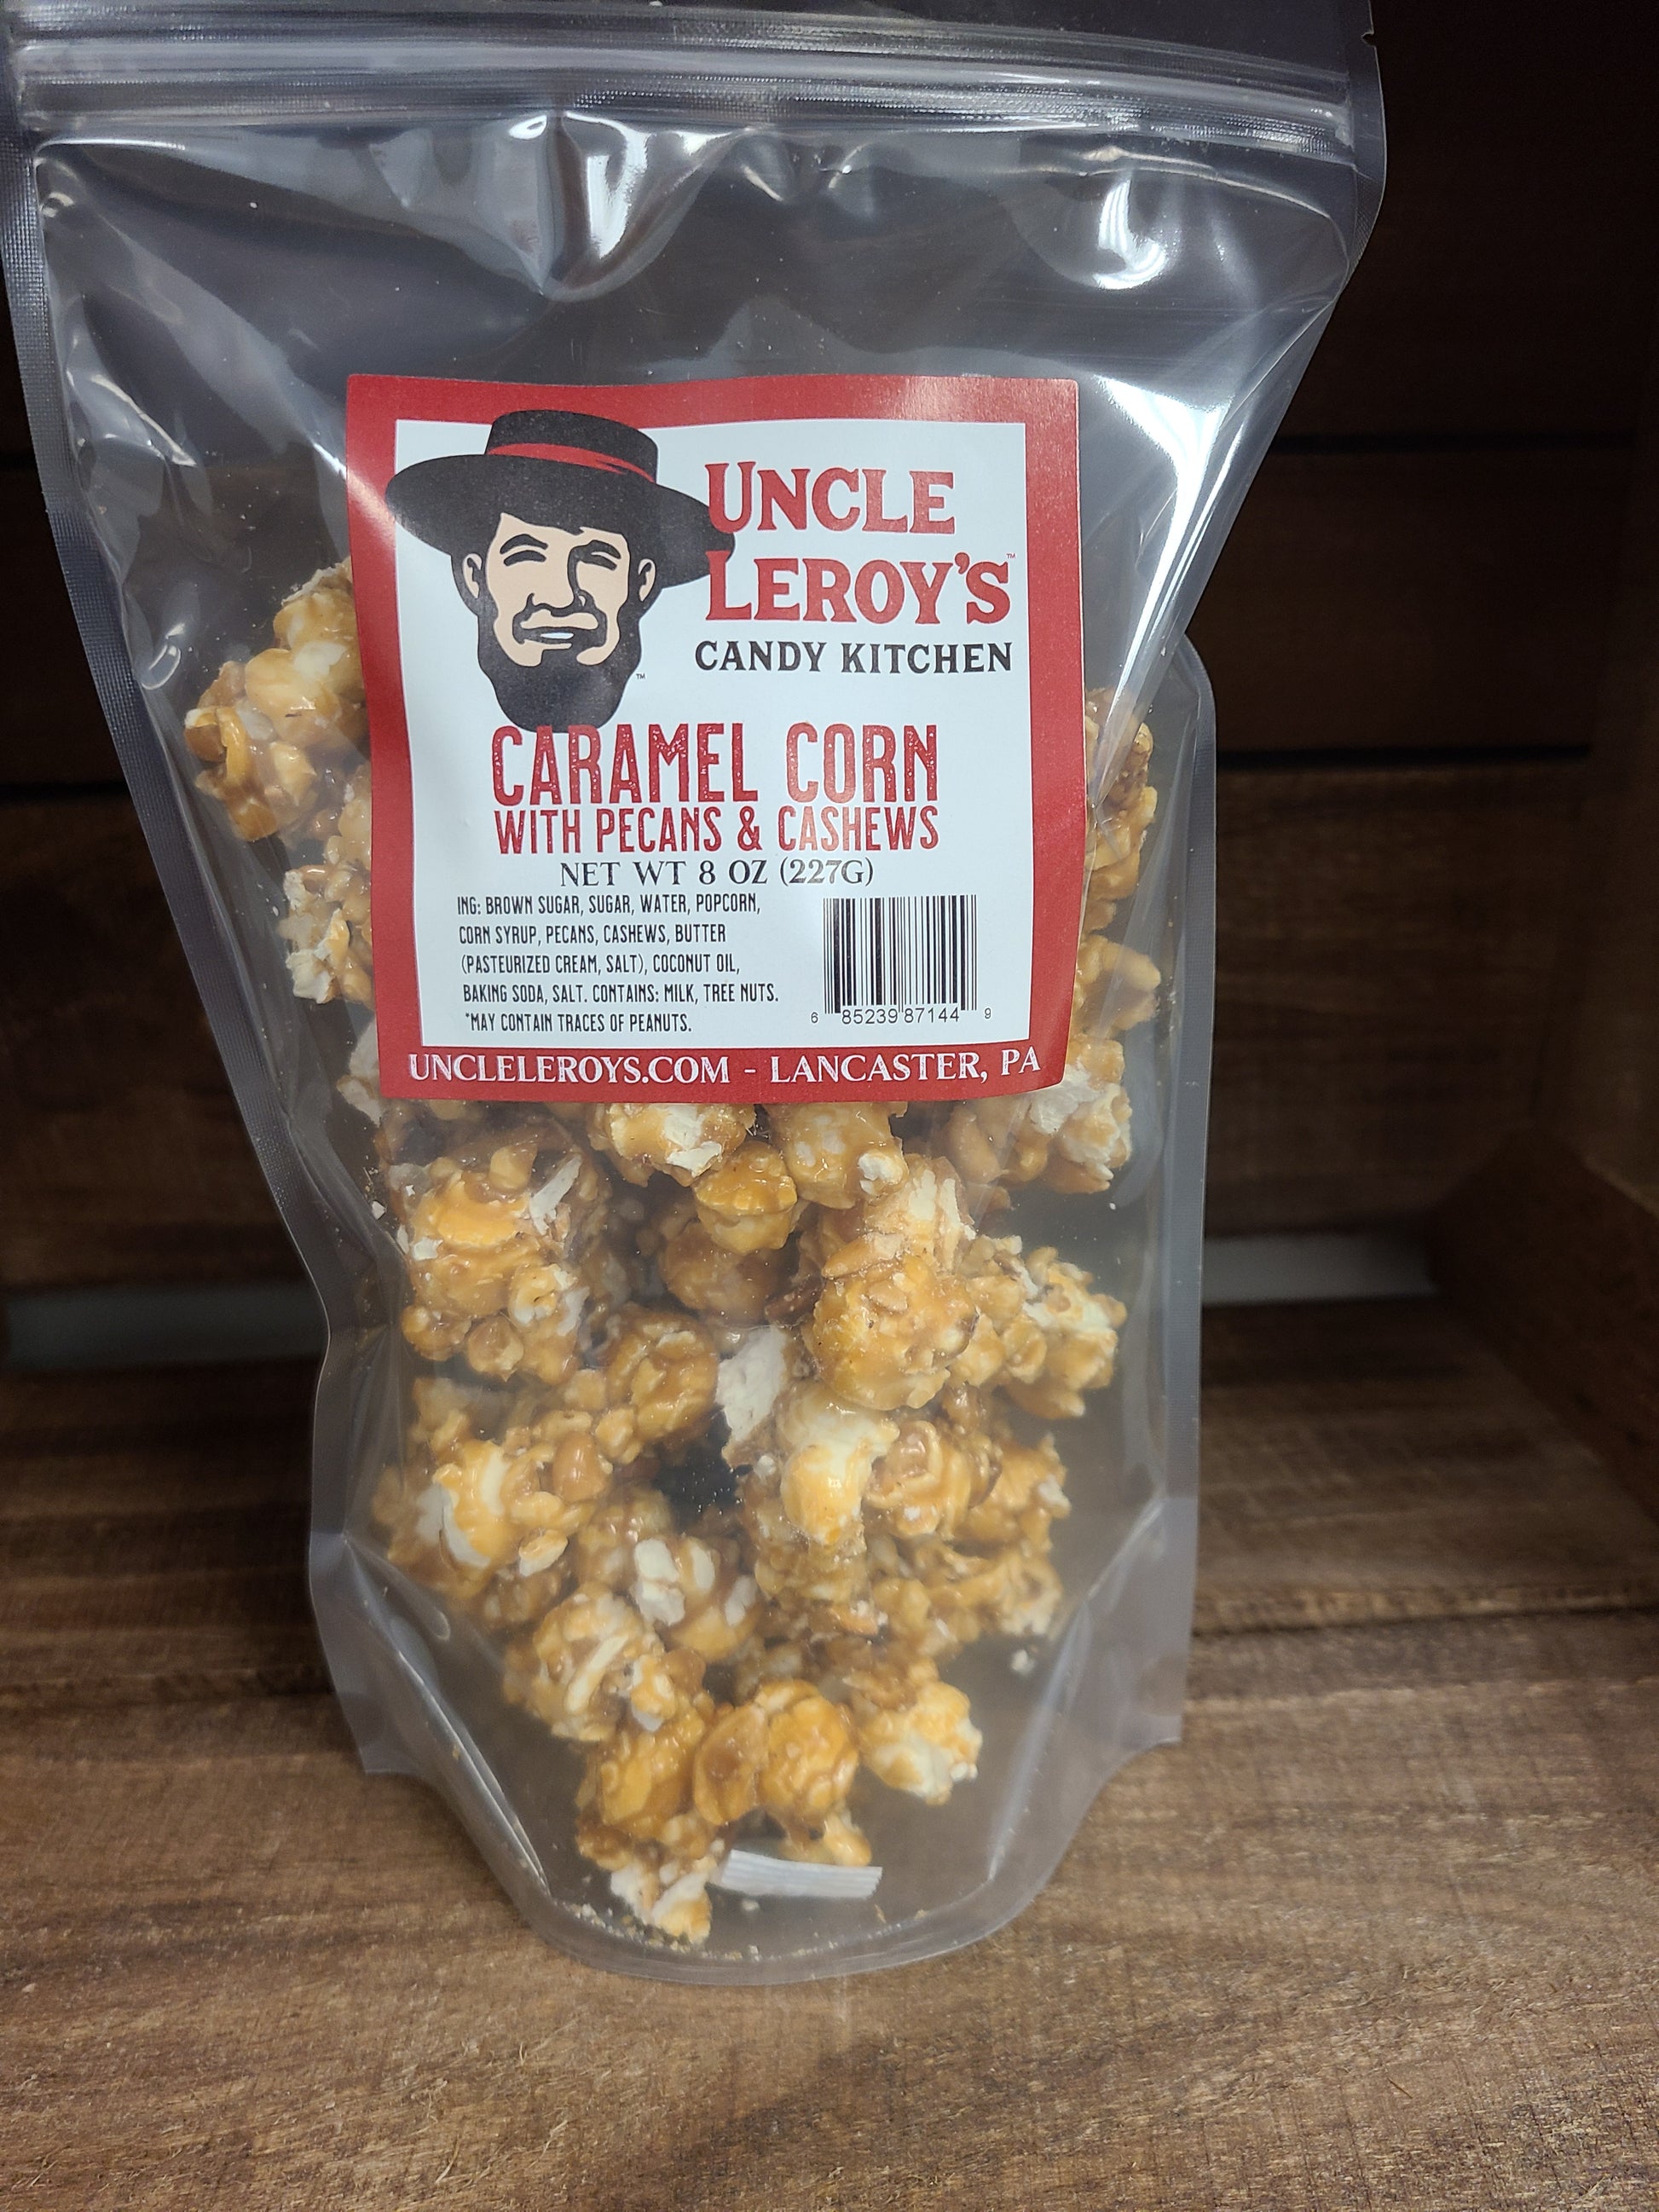 UNCLE
LEROY'S™
CANDY KITCHEN
™
CARAMEL CORN
WITH PECANS & CASHEWS
NET WT 8 OZ (227G)
ING: BROWN SUGAR, SUGAR, WATER, POPCORN,
CORN SYRUP, PECANS, CASHEWS, BUTTER
(PASTEURIZED CREAM, SALT), COCONUT OIL,
BAKING SODA, SALT. CONTAINS: MILK, TREE NUTS.
*MAY CONTAIN TRACES OF PEANUTS.
6 85239 87144 9
UNCLELEROYS.COM - LANCASTER, PA